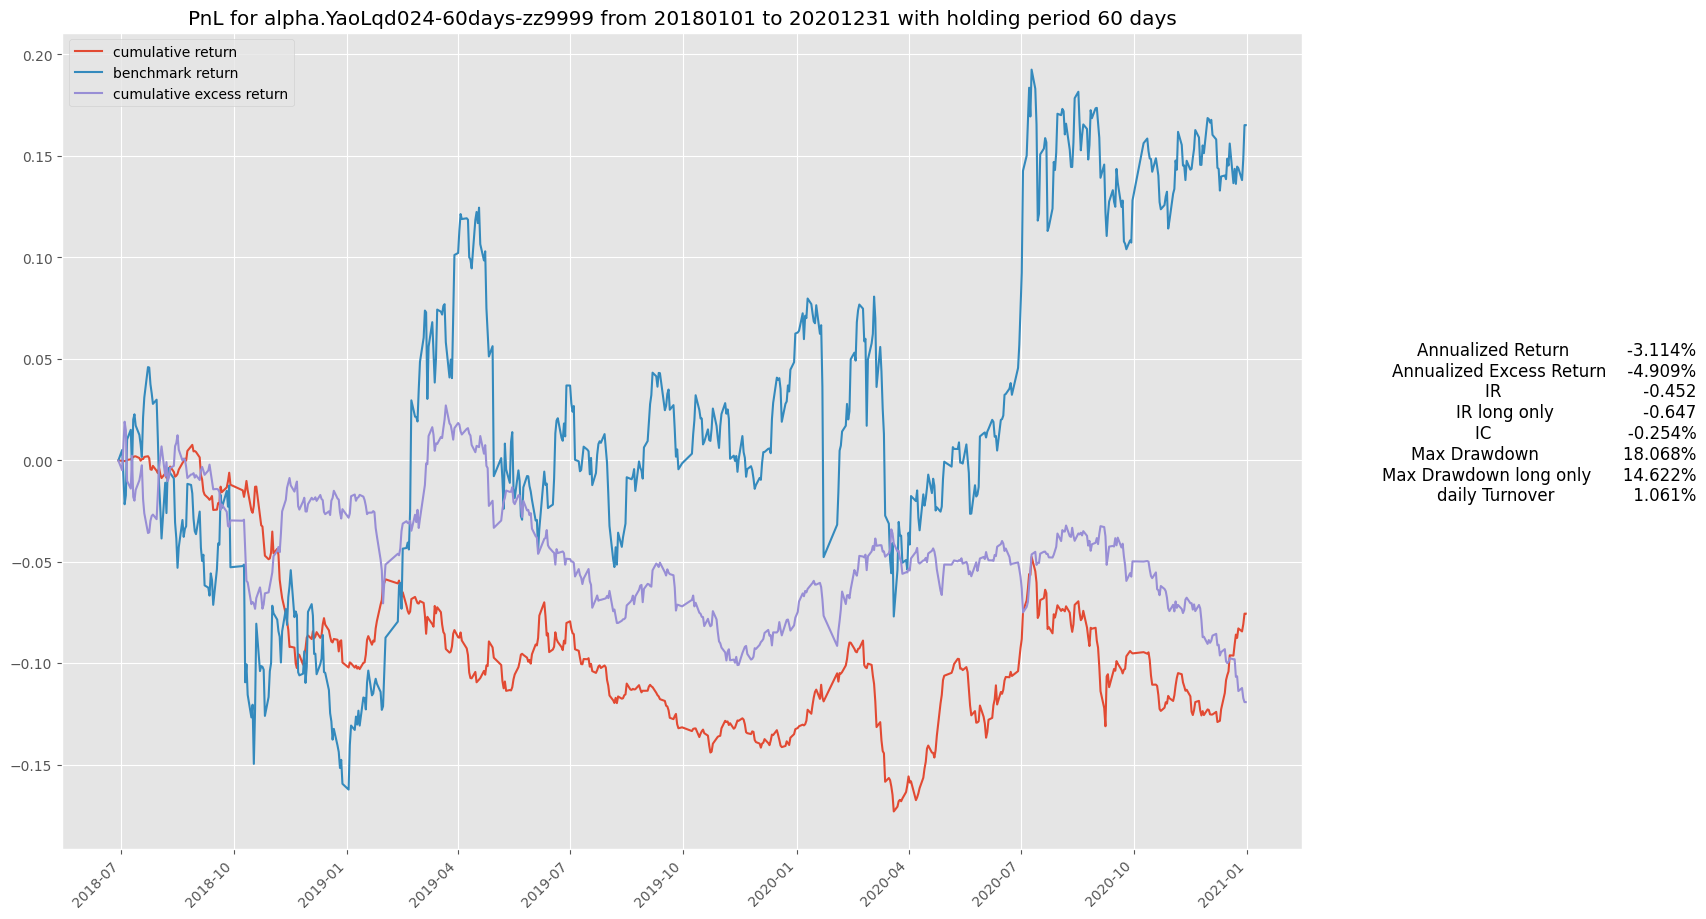 PnL for alpha.YaoLqd024-60days-zz9999 from 20180101 to 20201231 with holding period 60 days
cumulative return
benchmark return
cumulative excess return
0.20
0.15
0.10
0.05
0.00
−0.05
−0.10
−0.15
2018-07
2018-10
2019-01
2019-04
2019-07
2019-10
2020-01
2020-04
2020-07
2020-10
2021-01
Annualized Return -3.114%
Annualized Excess Return -4.909%
IR -0.452
IR long only -0.647
IC -0.254%
Max Drawdown 18.068%
Max Drawdown long only 14.622%
daily Turnover 1.061%